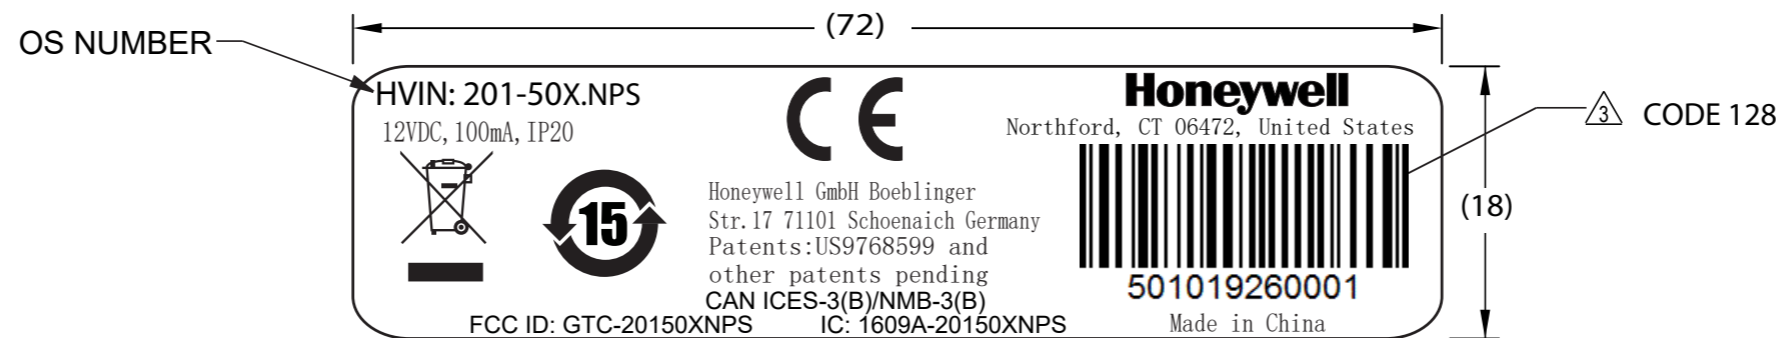 (72)
OS NUMBER
HVIN: 201-50X.NPS
12VDC, 100mA, IP20
15
CE
Honeywell GmbH Boeblinger
Str.17 71101 Schoenaich Germany
Patents:US9768599 and
other patents pending
CAN ICES-3(B)/NMB-3(B)
FCC ID: GTC-20150XNPS IC: 1609A-20150XNPS
Honeywell
Northford, CT 06472, United States
501019260001
Made in China
3 CODE 128
(18)